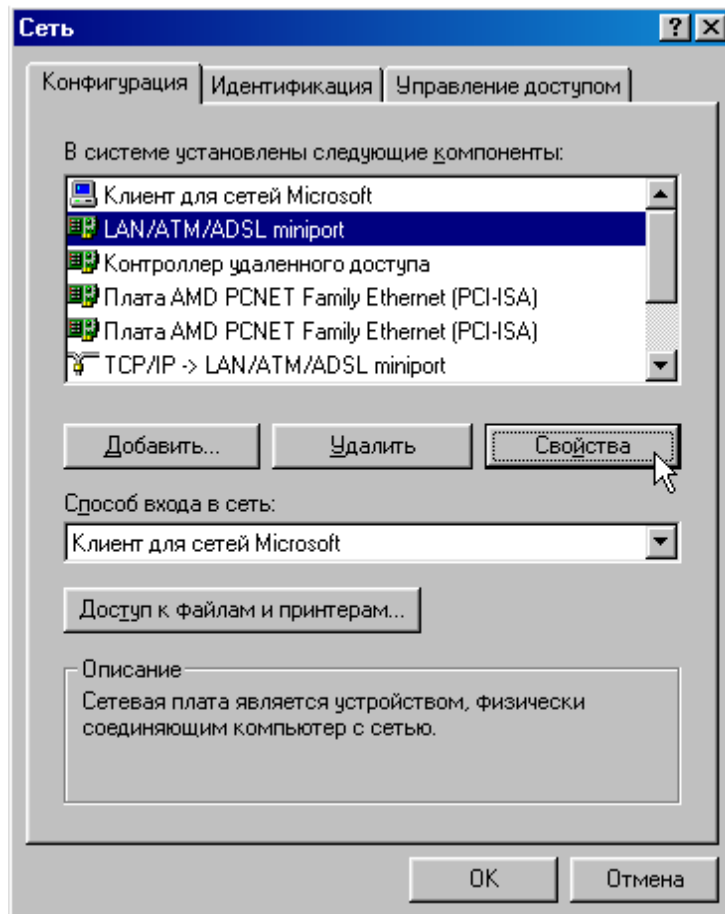 Сеть
Конфигурация Идентификация Управление доступом
В системе установлены следующие компоненты:
Клиент для сетей Microsoft
LAN/ATM/ADSL miniport
Контроллер удаленного доступа
Плата AMD PCNET Family Ethernet (PCI-ISA)
Плата AMD PCNET Family Ethernet (PCI-ISA)
TCP/IP -> LAN/ATM/ADSL miniport
Добавить... Удалить Свойства
Способ входа в сеть:
Клиент для сетей Microsoft
Доступ к файлам и принтерам...
Описание
Сетевая плата является устройством, физически
соединяющим компьютер с сетью.
OK Отмена